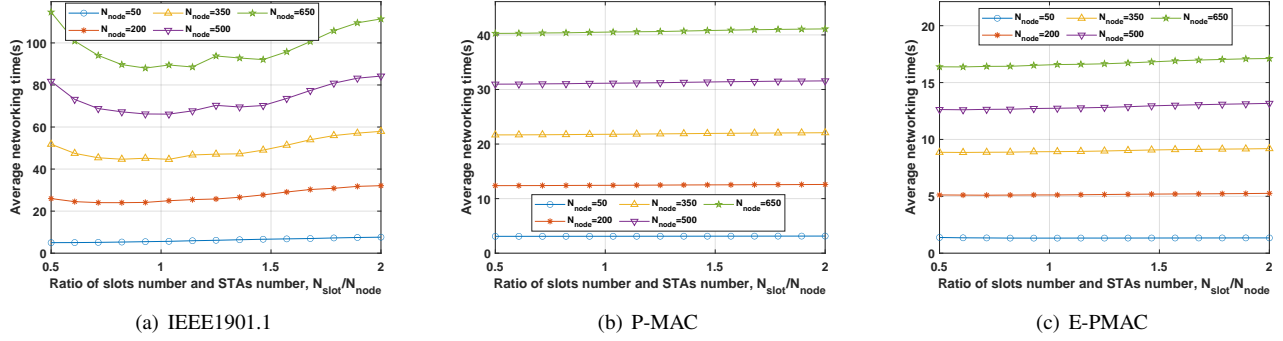 N_node=50 N_node=350 N_node=650
N_node=200 N_node=500
Average networking time(s)
100
80
60
40
20
0
0.5 1 1.5 2
Ratio of slots number and STAs number, N_slot/N_node
(a) IEEE1901.1
Average networking time(s)
40
30
20
10
0
N_node=50 N_node=350 N_node=650
N_node=200 N_node=500
0.5 1 1.5 2
Ratio of slots number and STAs number, N_slot/N_node
(b) P-MAC
N_node=50 N_node=350 N_node=650
N_node=200 N_node=500
Average networking time(s)
20
15
10
5
0
0.5 1 1.5 2
Ratio of slots number and STAs number, N_slot/N_node
(c) E-PMAC